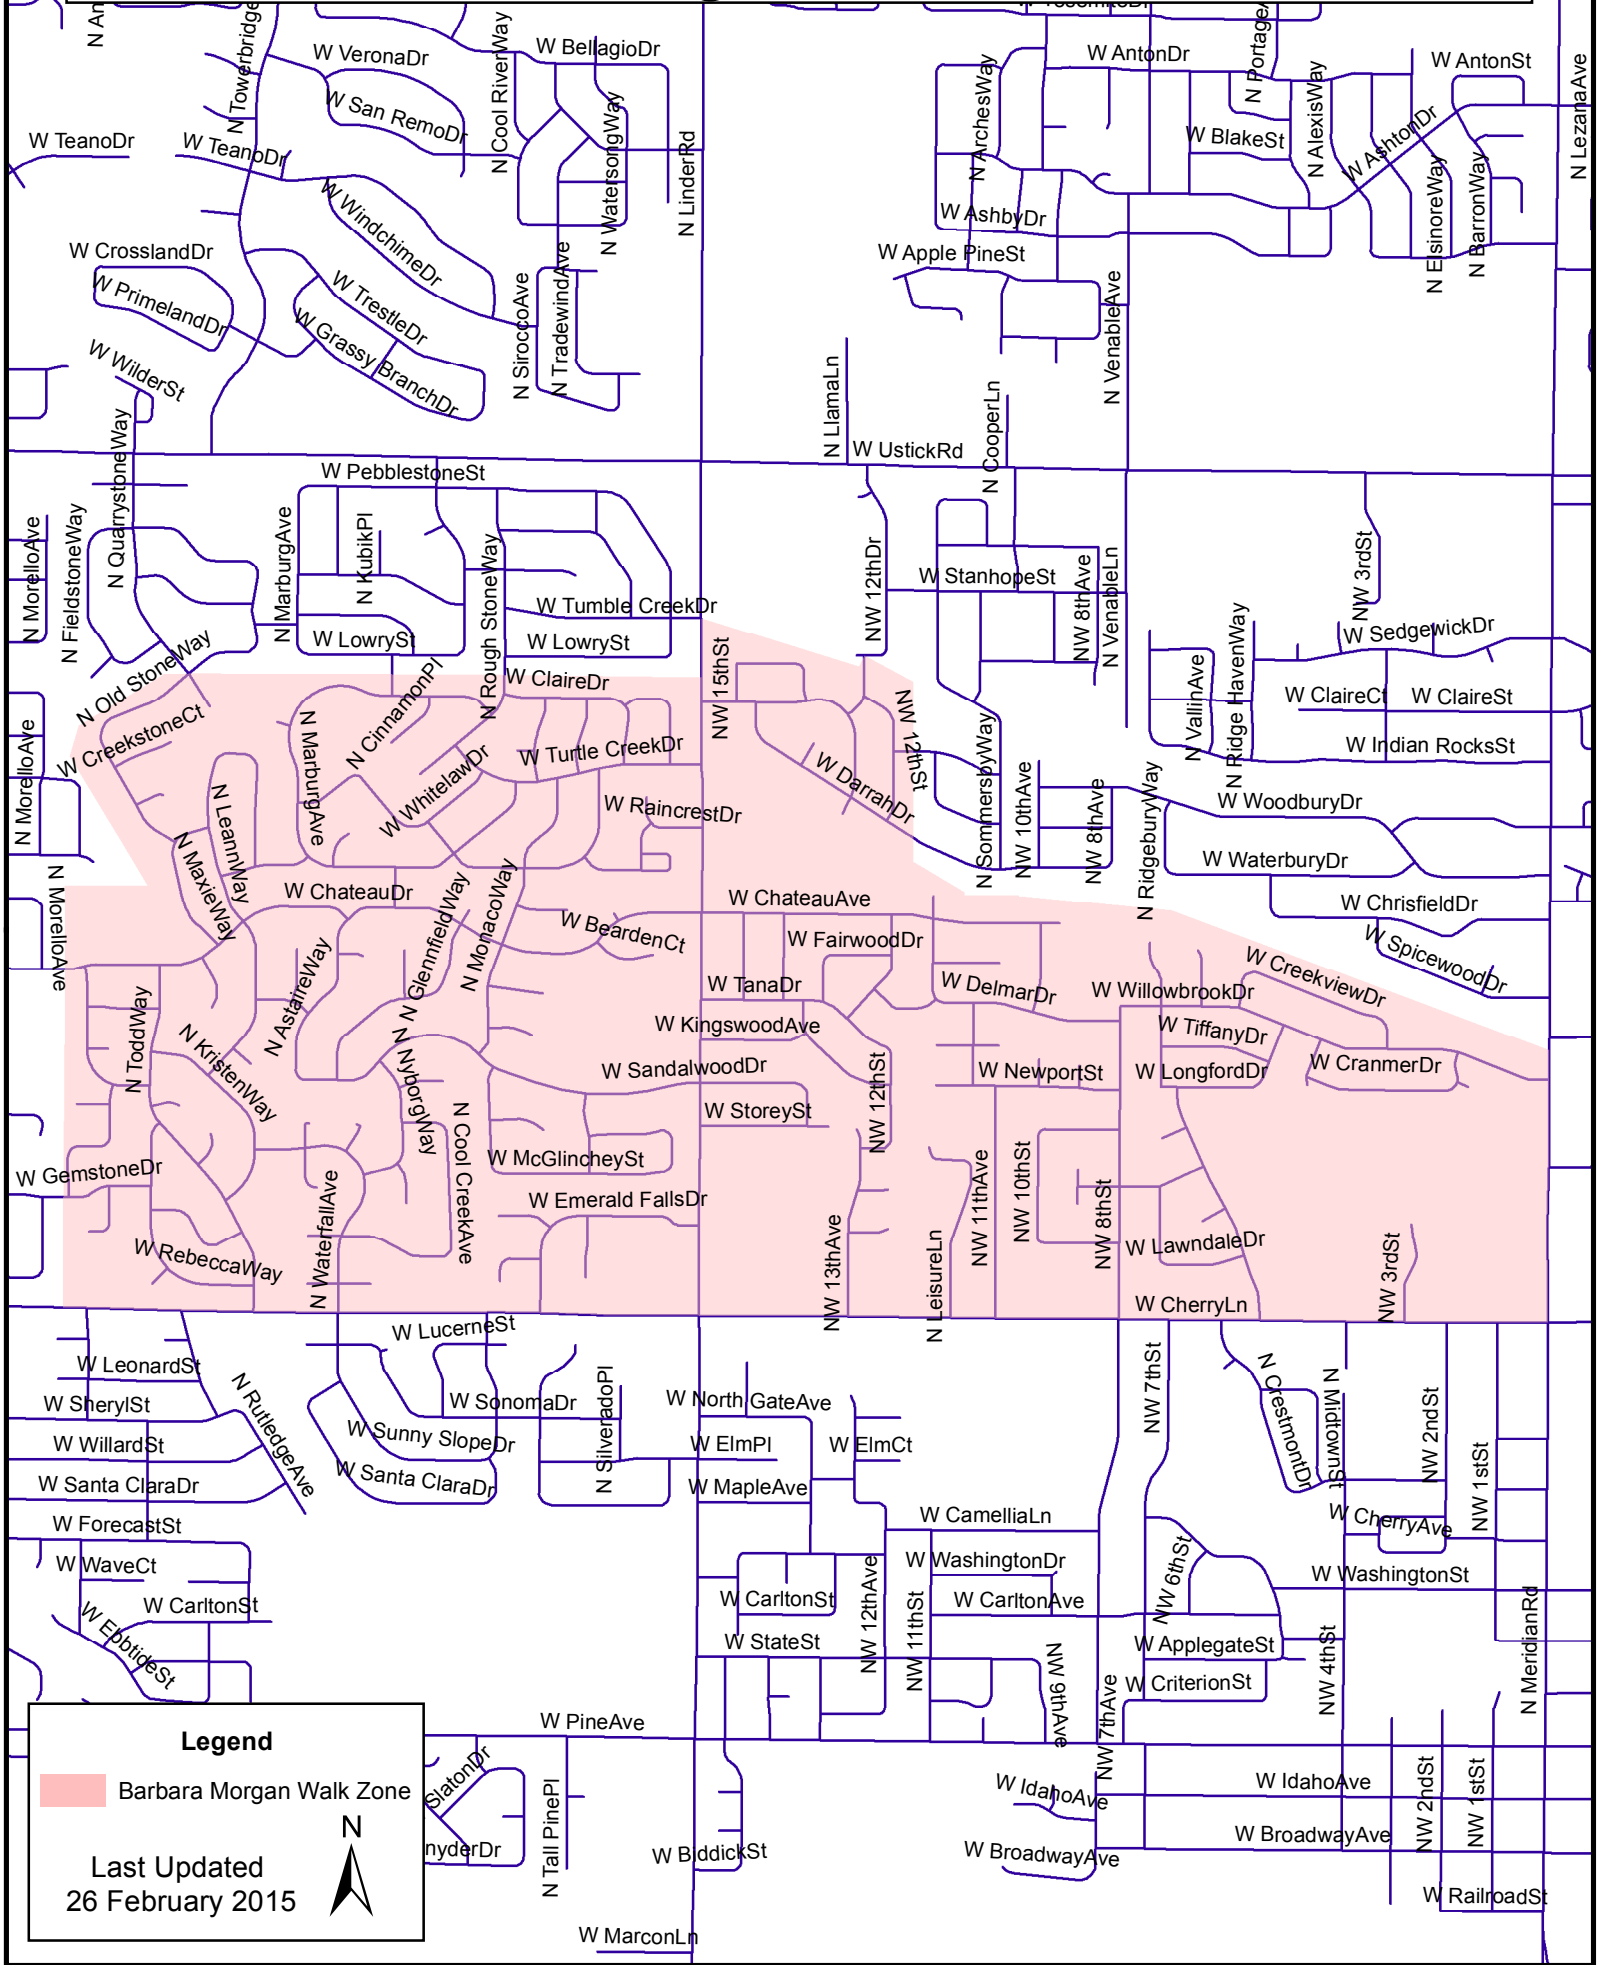 N Towerbridge
W VeronaDr
N Cool RiverWay
W BellagioDr
W AntonDr
N Portage
W AntonSt
N LezanaAve
W San RemoDr
N WatersongWay
N LinderRd
N ArchesWay
N AlexisWay
W BlakeSt
W AshtonDr
W TeanoDr
W TeanoDr
N ElsinoreWay
N BarronWay
W WindchimeDr
W AshbyDr
W CrosslandDr
W Apple PineSt
W PrimelandDr
W TrestleDr
W Grassy BranchDr
N SiroccoAve
N TradewindAve
N VenableAve
W WilderSt
N LlamaLn
N CooperLn
W UstickRd
N QuarrystoneWay
W PebblestoneSt
N MorelloAve
N FieldstoneWay
N MarburgAve
N KubikPl
N Rough StoneWay
W Tumble CreekDr
NW 12thDr
W StanhopeSt
NW 8thAve
N VenableLn
NW 3rdSt
W LowrySt
W LowrySt
W SedgewickDr
N Old StoneWay
W ClaireDr
NW 15thSt
N VallinAve
N Ridge HavenWay
W ClaireCt
W ClaireSt
W CreekstoneCt
N CinnamonPl
N MarburgAve
W Turtle CreekDr
NW 12thSt
N SommersbyWay
W Indian RocksSt
N MorelloAve
N LeannWay
W WhitelawDr
W RaincrestDr
W DarrahDr
NW 10thAve
NW 8thAve
N RidgeburyWay
W WoodburyDr
W WaterburyDr
N MaxieWay
N MorelloAve
W ChateauDr
W ChateauAve
W ChrisfieldDr
N GlennfieldWay
N MonacoWay
W BeardenCt
W FairwoodDr
W SpicewoodDr
N AstaireWay
W TanaDr
W DelmarDr
W WillowbrookDr
W CreekviewDr
N ToddWay
N KristenWay
W KingswoodAve
W TiffanyDr
W SandalwoodDr
N NyborgWay
NW 12thSt
W NewportSt
W LongfordDr
W CranmerDr
W StoreySt
N Cool CreekAve
W McGlincheySt
W GemstoneDr
W Emerald FallsDr
N WaterfallAve
NW 11thAve
NW 10thSt
NW 8thSt
W RebeccaWay
NW 13thAve
N LeisureLn
W LawndaleDr
NW 3rdSt
W CherryLn
W LucerneSt
W LeonardSt
W SherylSt
N RutledgeAve
W SonomaDr
N SilveradoPl
W North GateAve
NW 7thSt
N CrestmontDr
N MidtownSt
NW 2ndSt
W WillardSt
W Sunny SlopeDr
W ElmPl
W ElmCt
NW 1stSt
W Santa ClaraDr
W Santa ClaraDr
W MapleAve
W ForecastSt
W CamelliaLn
W CherryAve
W WaveCt
W WashingtonDr
NW 6thSt
W WashingtonSt
W CarltonSt
W CarltonSt
NW 12thAve
NW 11thSt
W CarltonAve
N MeridianRd
W EbbtideSt
W StateSt
W ApplegateSt
NW 4thSt
NW 9thAve
NW 7thAve
W CriterionSt
W PineAve
SlatonDr
N Tall PinePl
W IdahoAve
W IdahoAve
NW 2ndSt
NW 1stSt
nyderDr
W BiddickSt
W BroadwayAve
W BroadwayAve
W RailroadSt
W MarconLn
Legend
Barbara Morgan Walk Zone
N
Last Updated
26 February 2015